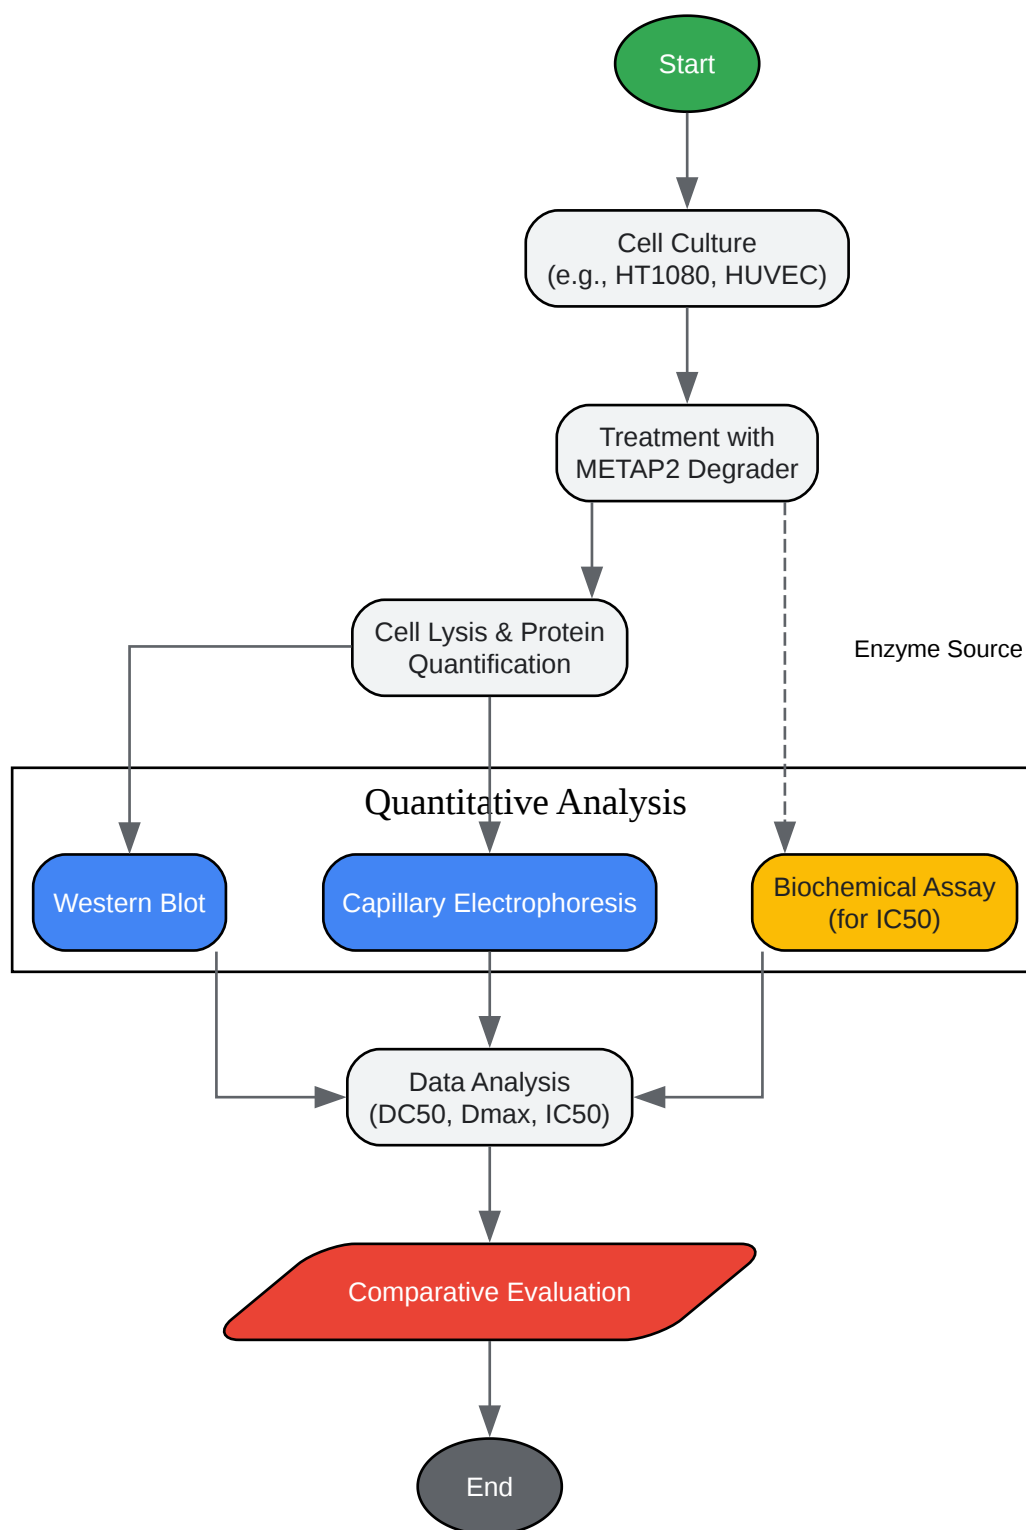 Start
Cell Culture
(e.g., HT1080, HUVEC)
Treatment with
METAP2 Degrader
Cell Lysis & Protein
Quantification
Enzyme Source
Quantitative Analysis
Western Blot
Capillary Electrophoresis
Biochemical Assay
(for IC50)
Data Analysis
(DC50, Dmax, IC50)
Comparative Evaluation
End